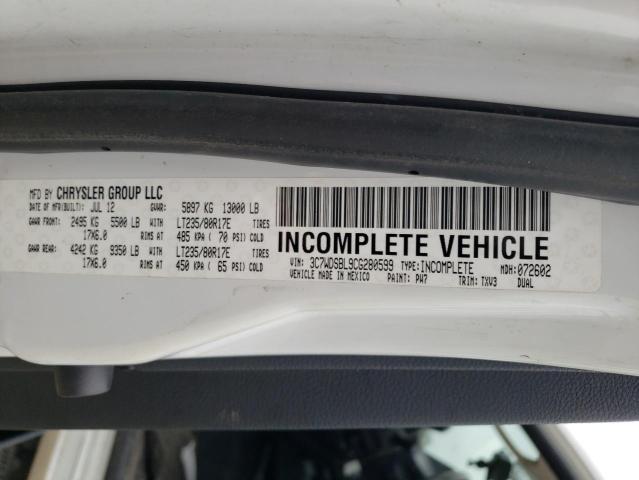 MFD BY CHRYSLER GROUP LLC
DATE OF MFR(BUILT): JUL 12 GVWR: 5897 KG 13000 LB
GAWR FRONT: 2495 KG 5500 LB WITH LT235/80R17E TIRES
17X6.0 RIMS AT 485 KPA ( 70 PSI) COLD
GAWR REAR: 4242 KG 9350 LB WITH LT235/80R17E TIRES
17X6.0 RIMS AT 450 KPA ( 65 PSI) COLD
INCOMPLETE VEHICLE
VIN: 3C7WDSBL9CG280599 TYPE:INCOMPLETE MDH:072602
VEHICLE MADE IN MEXICO PAINT: PW7 TRIM: TXV3 DUAL